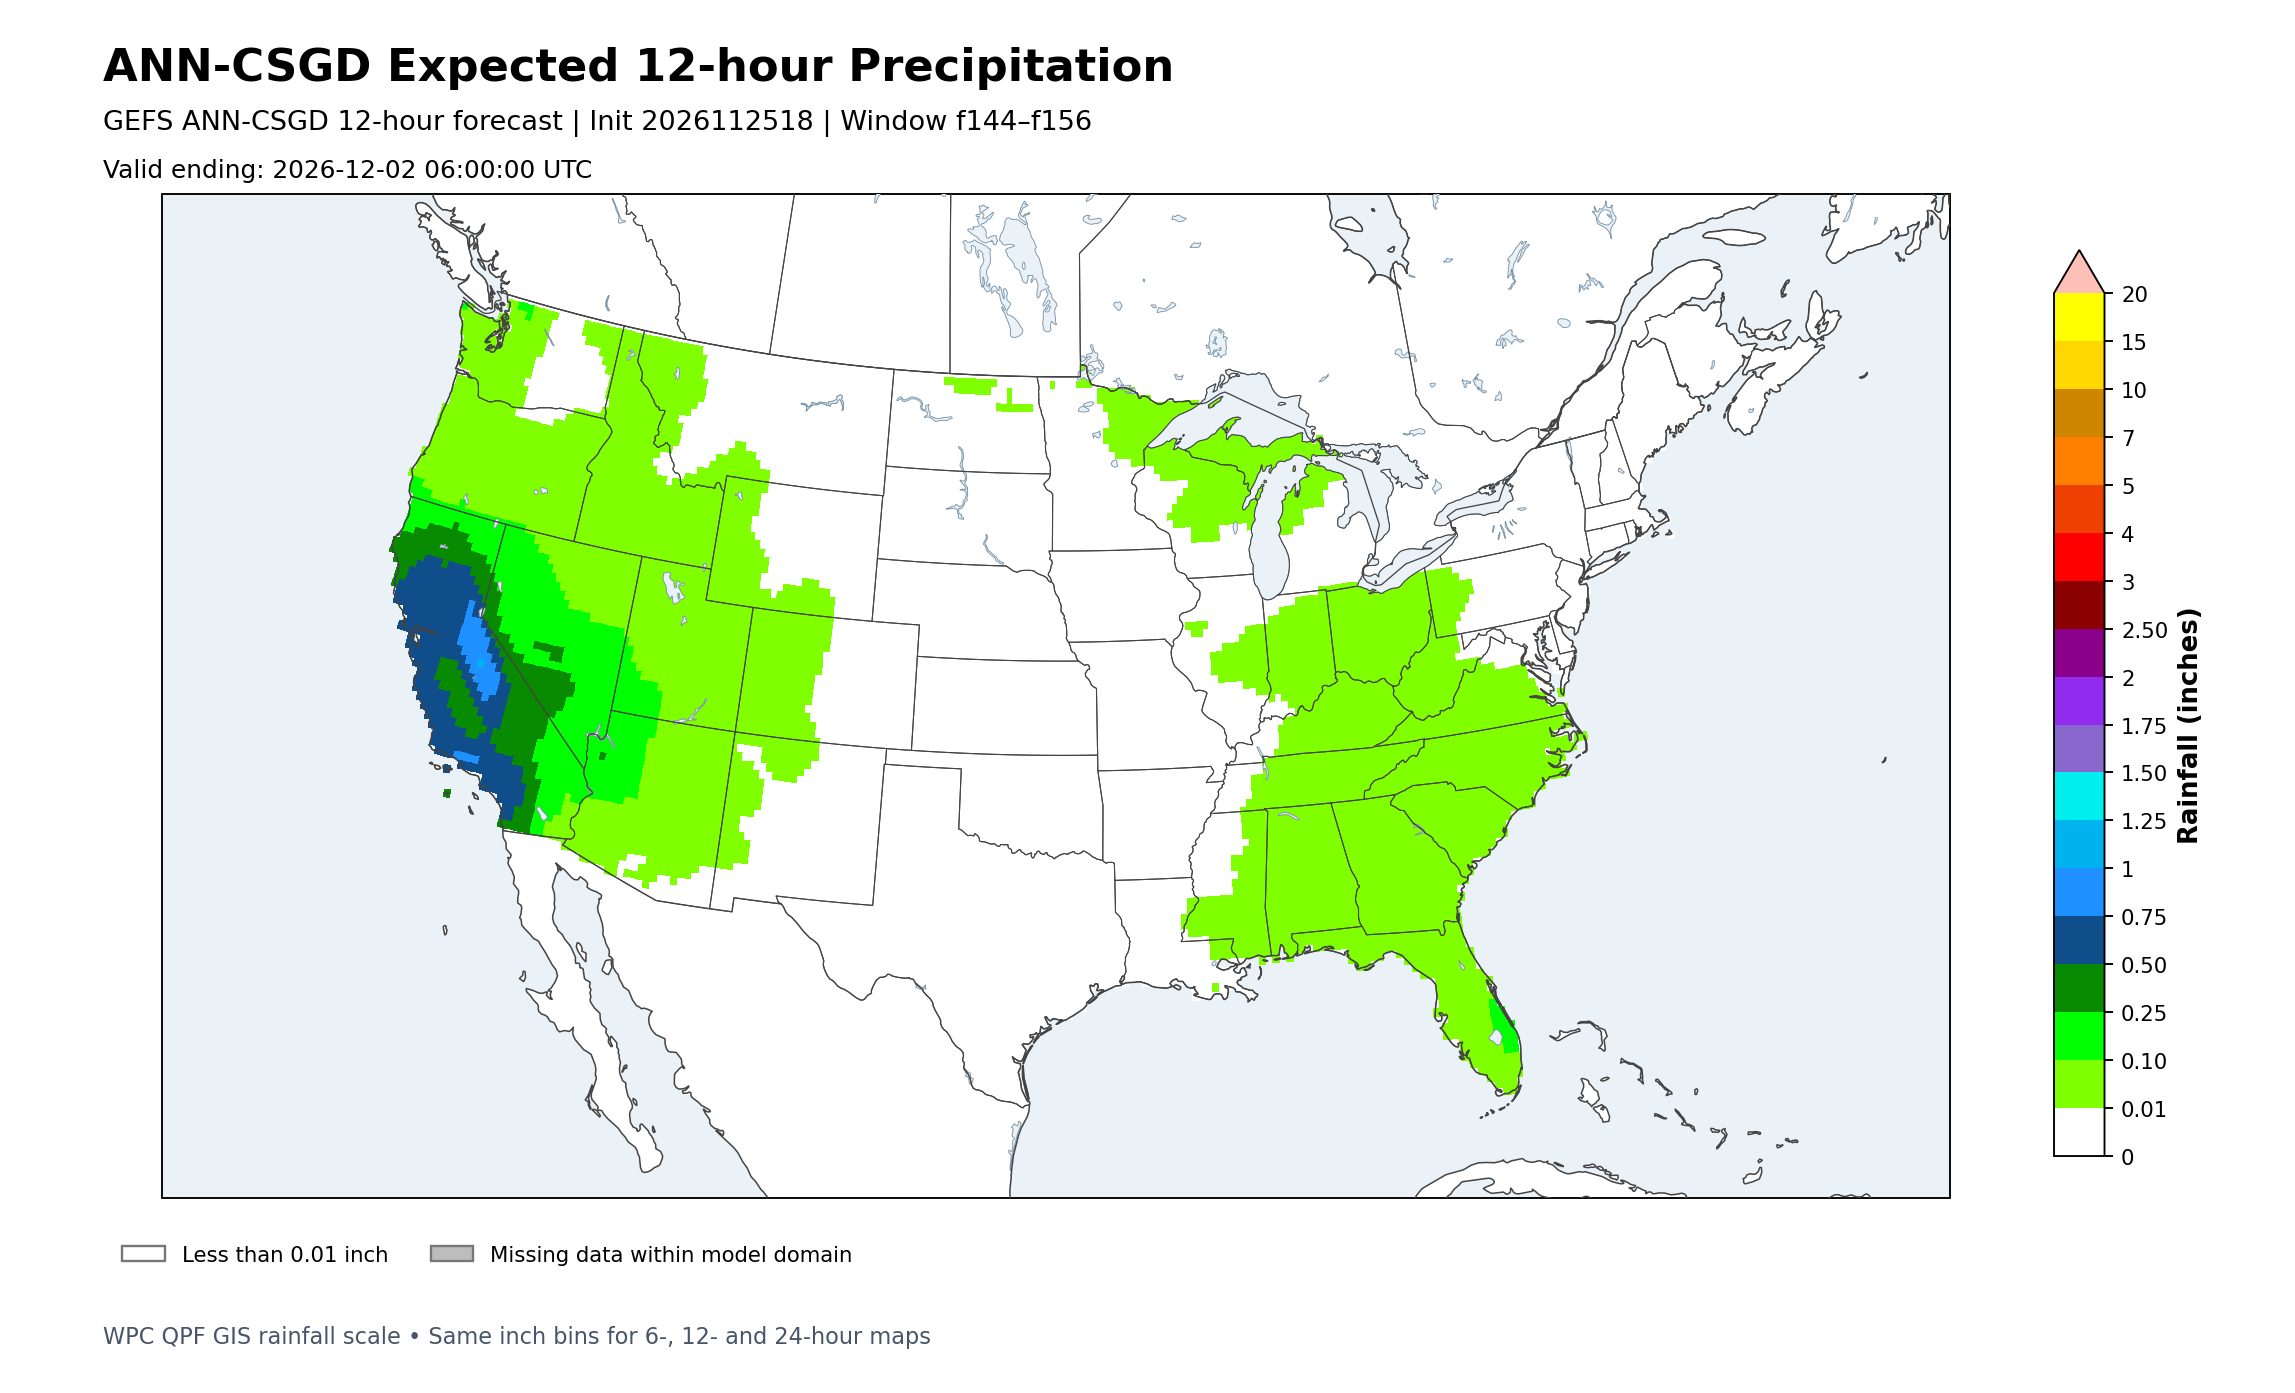 ANN-CSGD Expected 12-hour Precipitation
GEFS ANN-CSGD 12-hour forecast | Init 2026112518 | Window f144–f156
Valid ending: 2026-12-02 06:00:00 UTC
20
15
10
7
5
4
3
2.50
2
1.75
1.50
1.25
1
0.75
0.50
0.25
0.10
0.01
0
Rainfall (inches)
Less than 0.01 inch
Missing data within model domain
WPC QPF GIS rainfall scale • Same inch bins for 6-, 12- and 24-hour maps